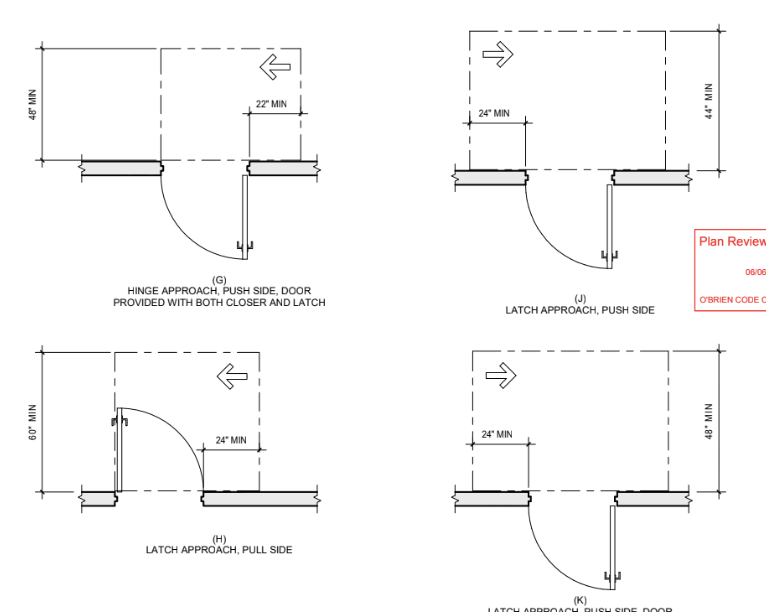 48" MIN
22" MIN
(G)
HINGE APPROACH, PUSH SIDE, DOOR
PROVIDED WITH BOTH CLOSER AND LATCH
24" MIN
44" MIN
(J)
LATCH APPROACH, PUSH SIDE
Plan Review
06/06
O'BRIEN CODE C
60" MIN
24" MIN
(H)
LATCH APPROACH, PULL SIDE
24" MIN
48" MIN
(K)
LATCH APPROACH, PUSH SIDE, DOOR